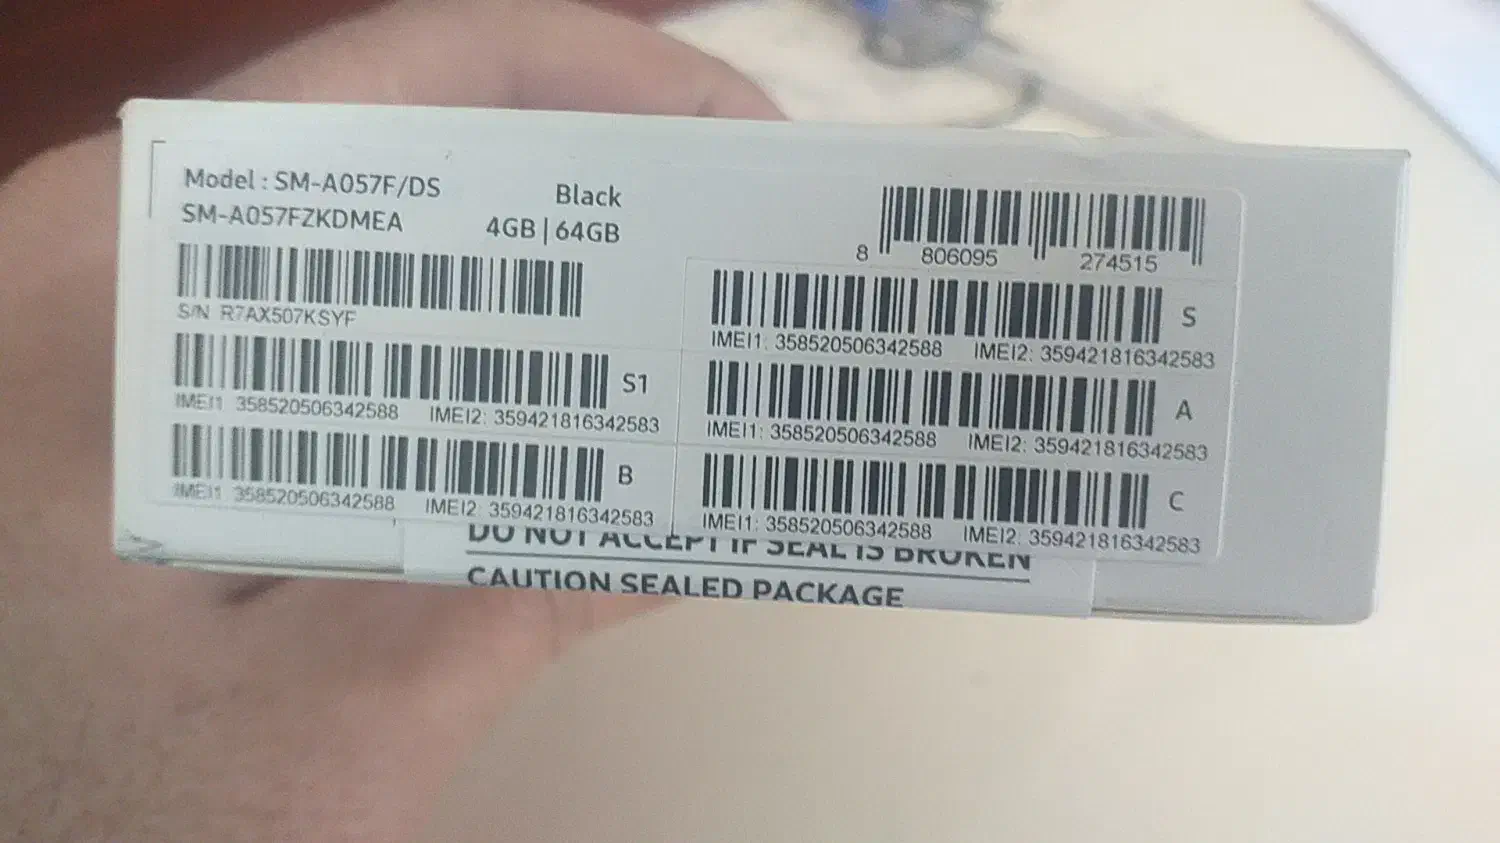 Model : SM-A057F/DS
Black
SM-A057FZKDMEA
4GB | 64GB
S/N R7AX507KSYF
S1
IMEI1 358520506342588 IMEI2: 359421816342583
B
IMEI1 358520506342588 IMEI2 359421816342583
8 806095 274515
S
IMEI1: 358520506342588 IMEI2: 359421816342583
A
IMEI1: 358520506342588 IMEI2: 359421816342583
C
IMEI1: 358520506342588 IMEI2: 359421816342583
DO NOT ACCEPT IF SEAL IS BROKEN
CAUTION SEALED PACKAGE